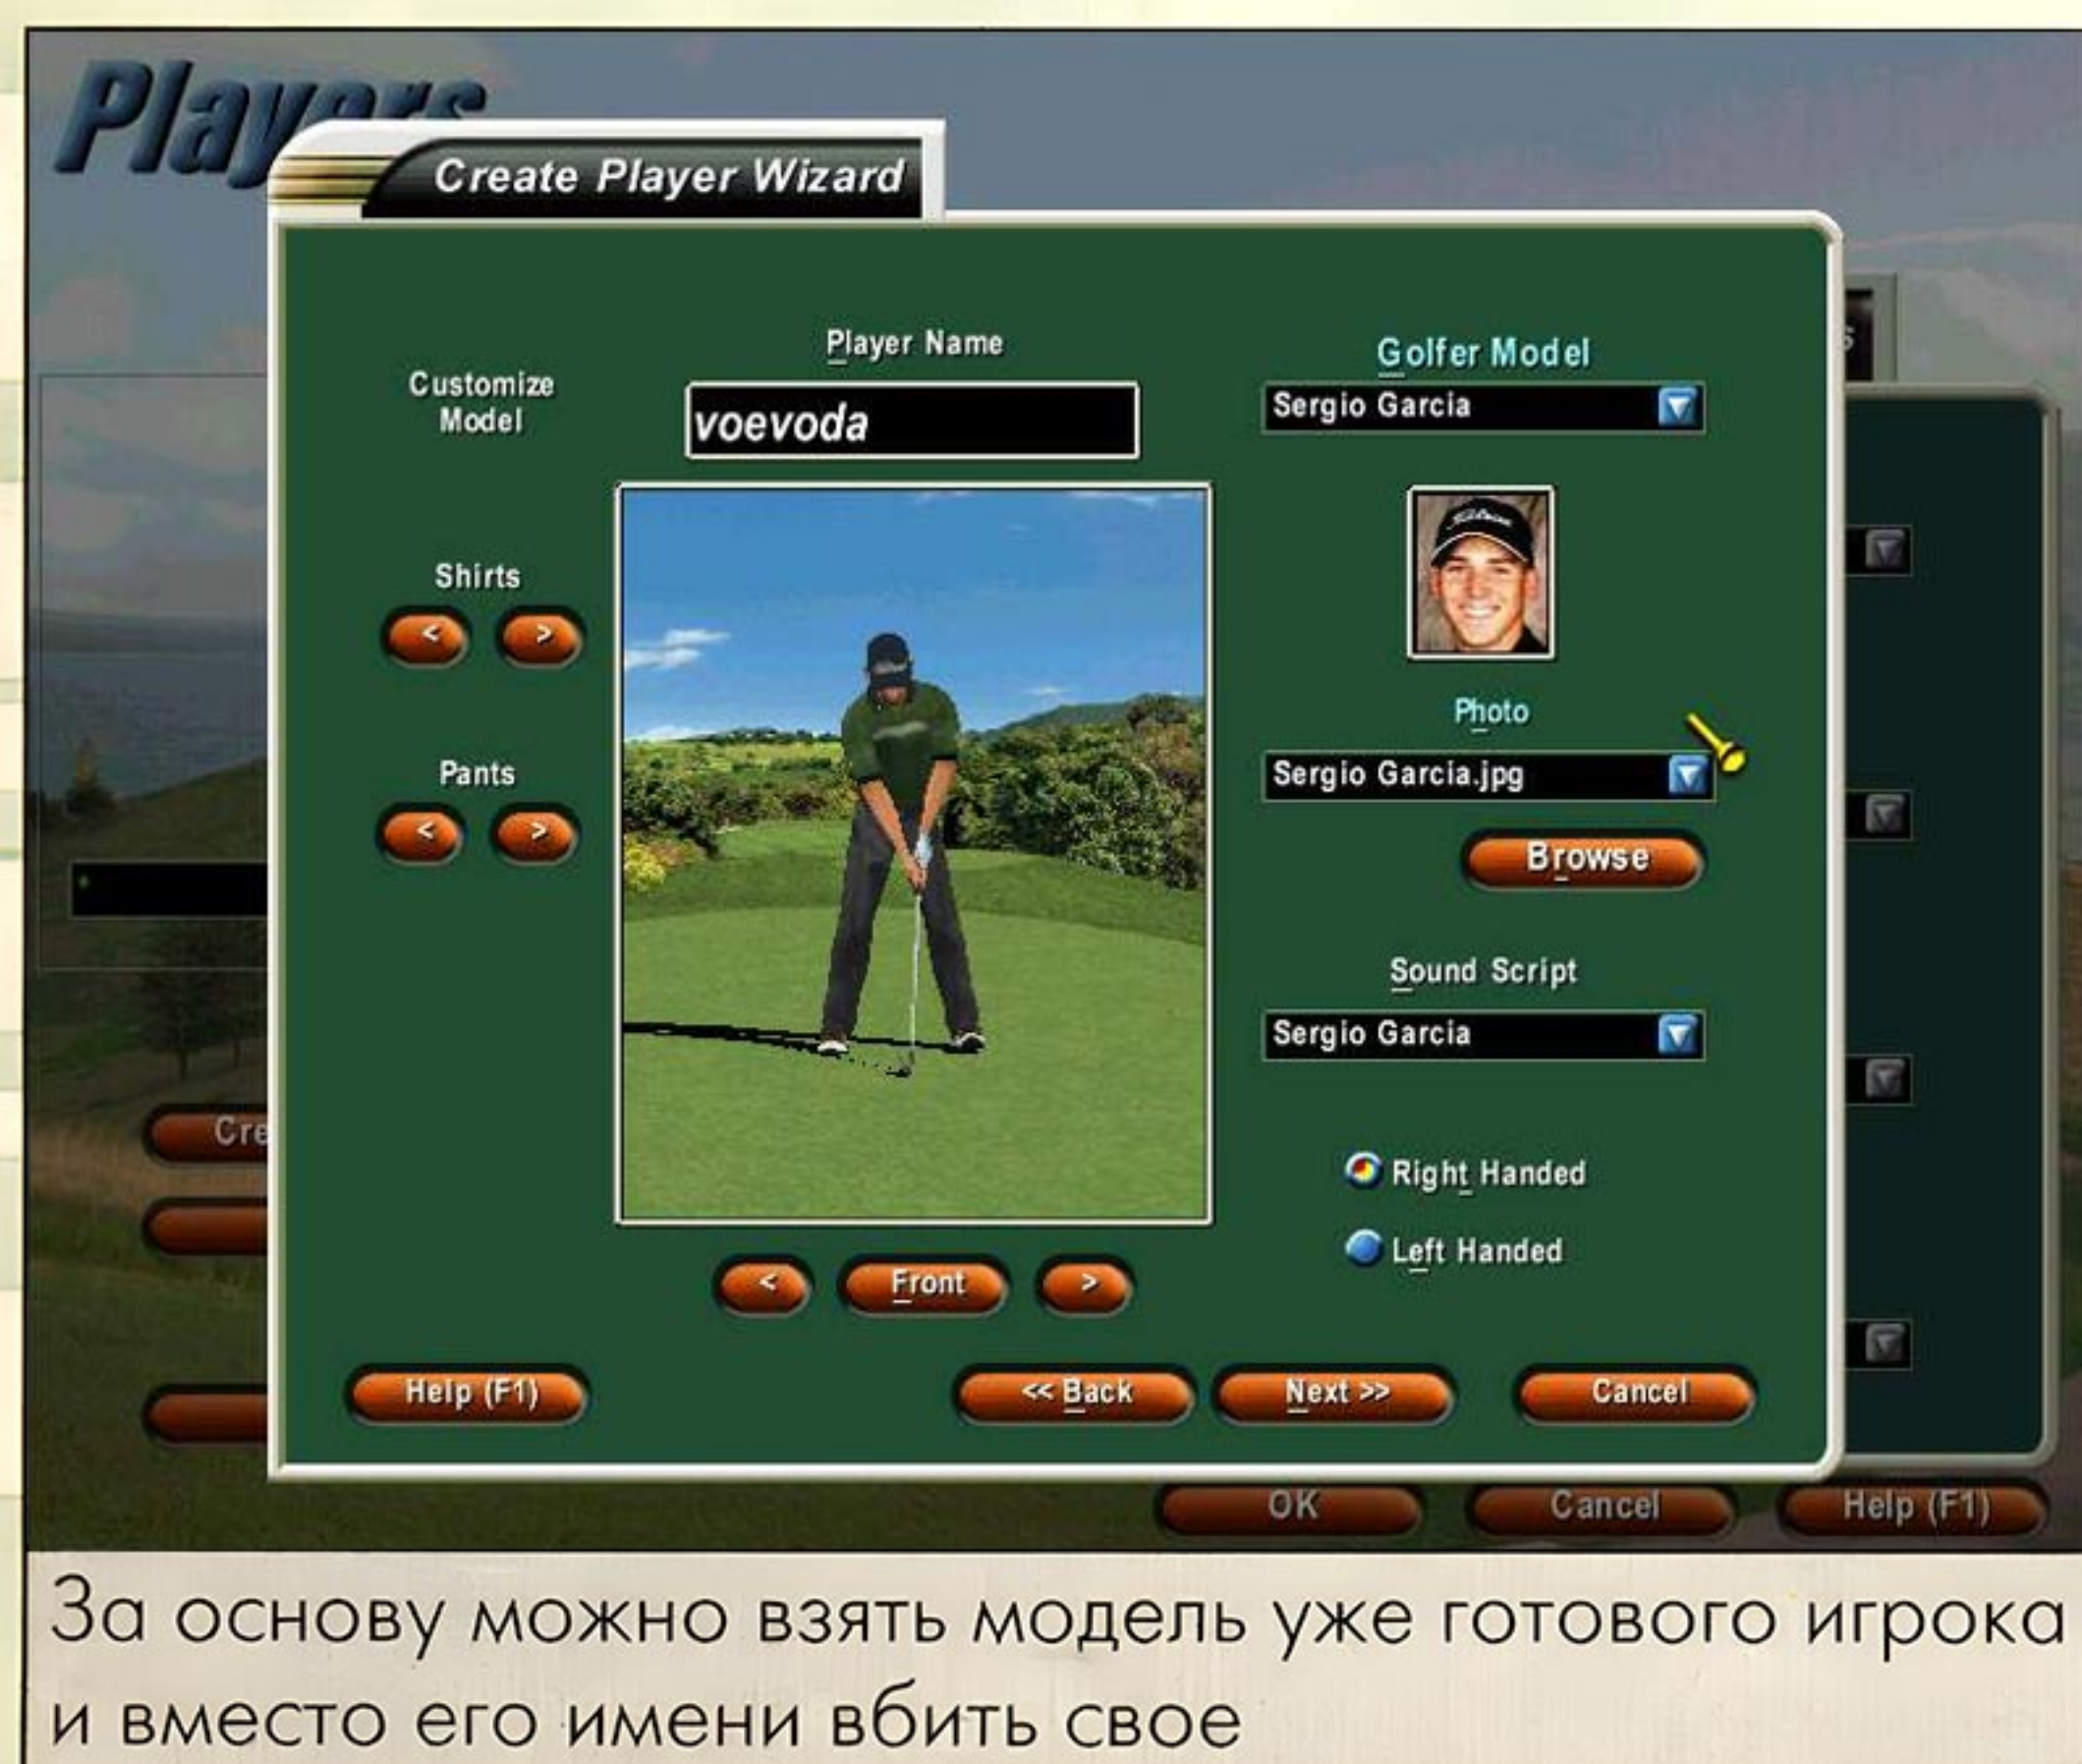 Players
Create Player Wizard
Player Name
Golfer Model
Customize
Model
voevoda
Sergio Garcia
Shirts
< >
Photo
Pants
Sergio Garcia.jpg
< >
Browse
Sound Script
Sergio Garcia
Right Handed
Left Handed
< Front >
Help (F1) << Back Next >> Cancel
OK Cancel Help (F1)
За основу можно взять модель уже готового игрока
и вместо его имени вбить свое